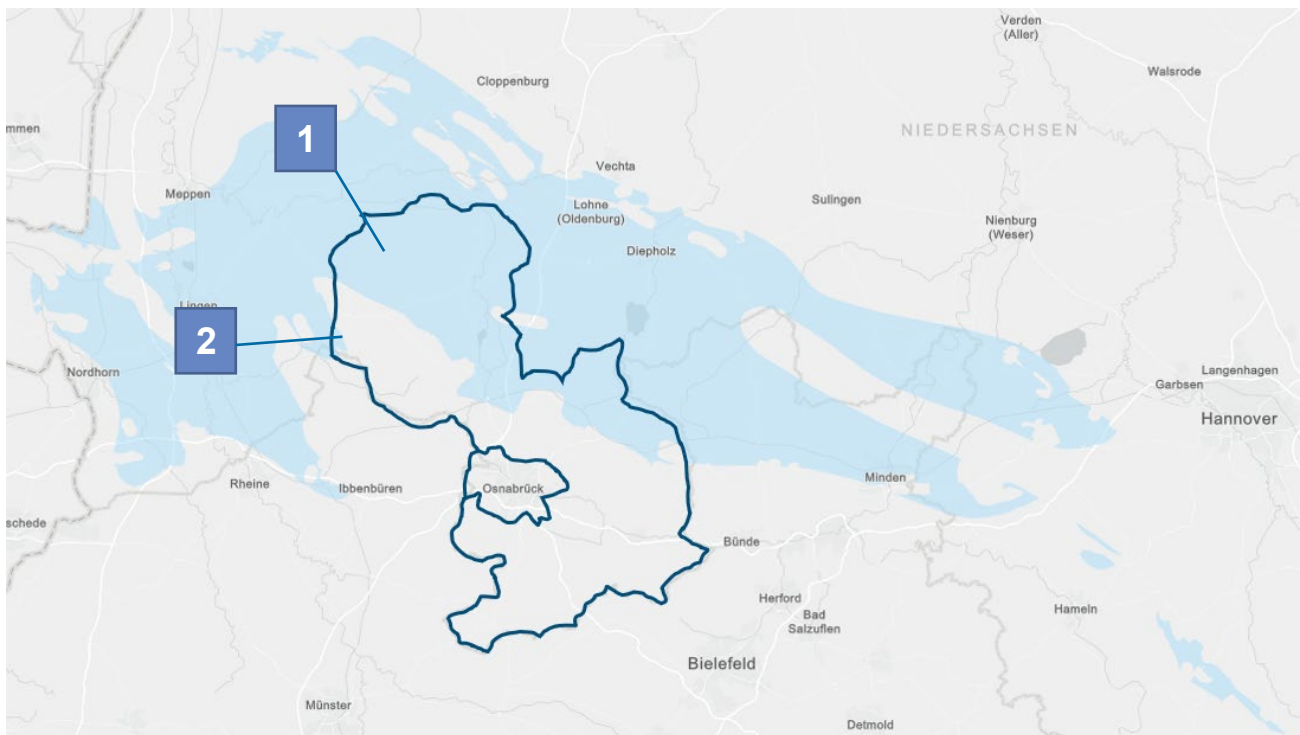 Verden
(Aller)
Walsrode
Cloppenburg
mmen
1
NIEDERSACHSEN
Vechta
Meppen
Lohne
(Oldenburg)
Sulingen
Nienburg
(Weser)
Diepholz
Lingen
2
Nordhorn
Langenhagen
Garbsen
Hannover
Rheine
Ibbenbüren
Osnabrück
Minden
schede
Bünde
Herford
Bad
Salzuflen
Hameln
Bielefeld
Münster
Detmold